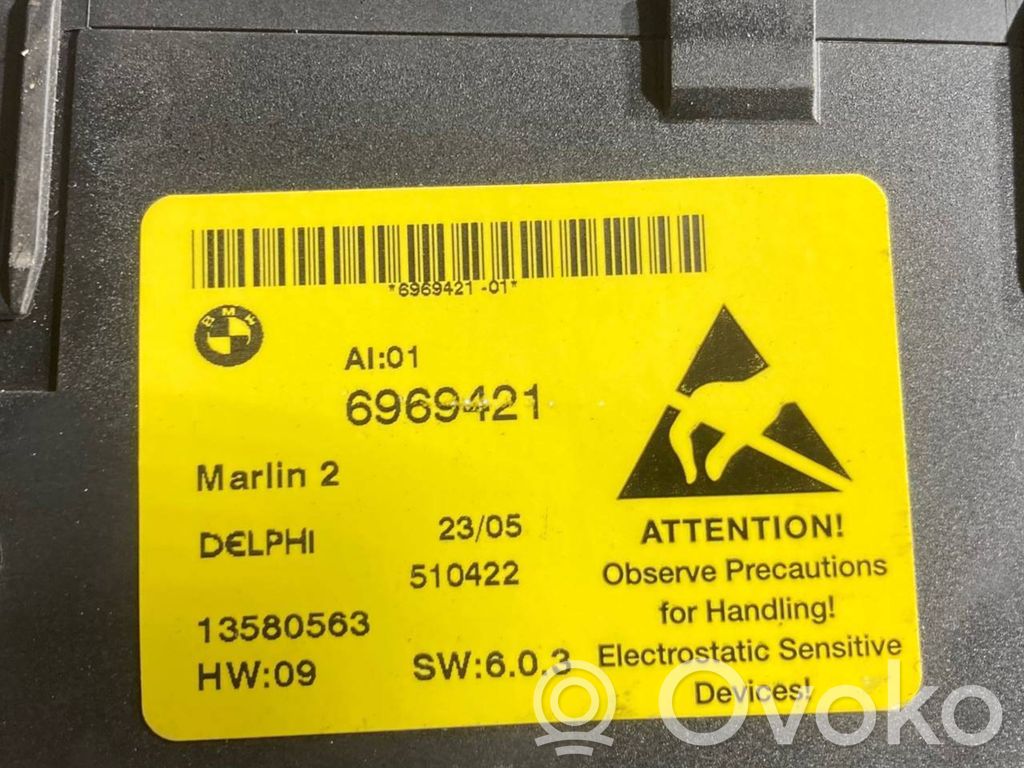 *6969421-01*
BMW
AI:01
6969421
Marlin 2
DELPHI 23/05
510422
13580563
HW:09 SW:6.0.3
ATTENTION!
Observe Precautions
for Handling!
Electrostatic Sensitive
Devices!
Ovoko